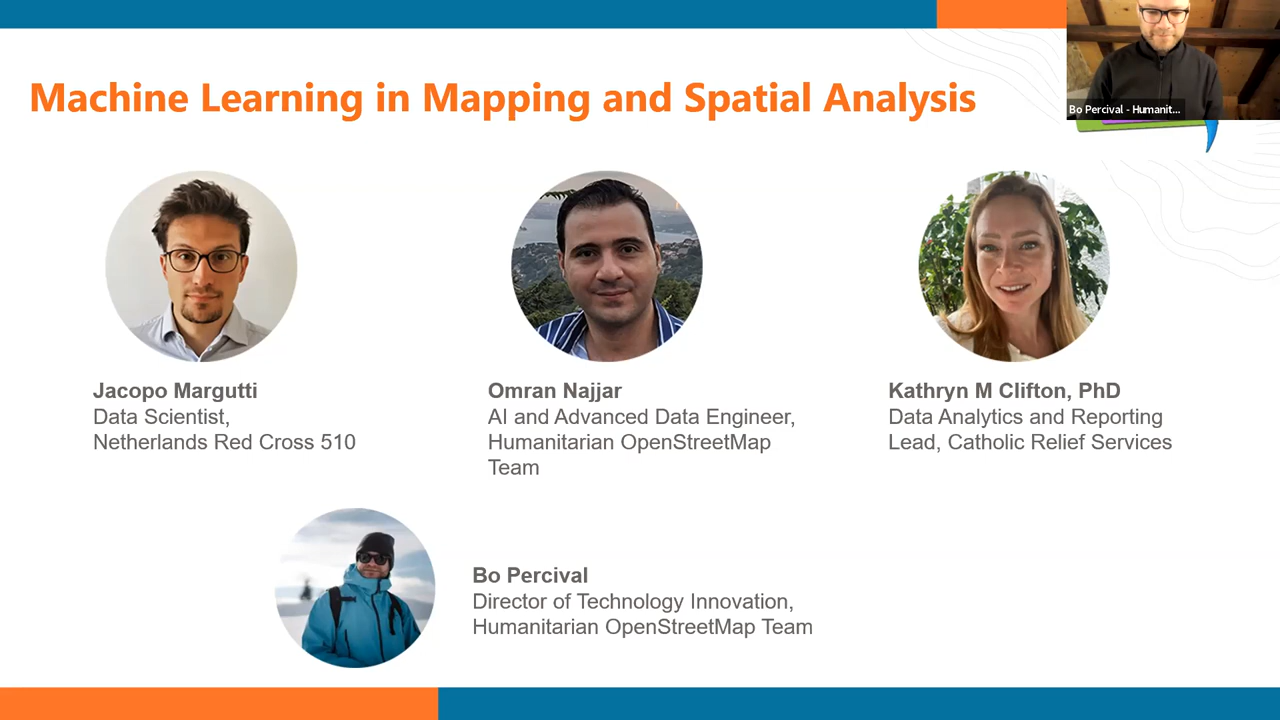 Machine Learning in Mapping and Spatial Analysis
Bo Percival - Humanit...
Jacopo Margutti
Data Scientist,
Netherlands Red Cross 510
Omran Najjar
AI and Advanced Data Engineer,
Humanitarian OpenStreetMap
Team
Kathryn M Clifton, PhD
Data Analytics and Reporting
Lead, Catholic Relief Services
Bo Percival
Director of Technology Innovation,
Humanitarian OpenStreetMap Team